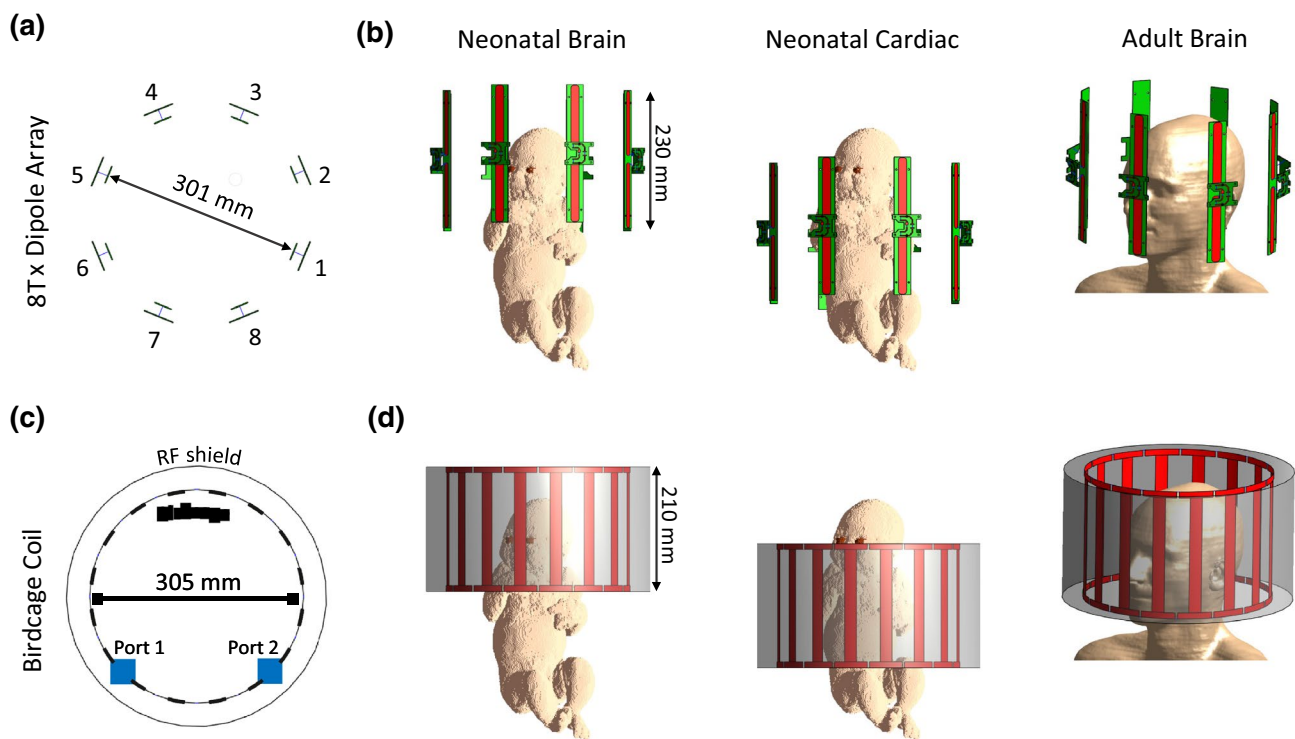 (a)
8Tx Dipole Array
4
3
5
2
301 mm
6
1
7
8
(b)
Neonatal Brain
Neonatal Cardiac
Adult Brain
230 mm
(c)
Birdcage Coil
RF shield
305 mm
Port 1
Port 2
(d)
210 mm